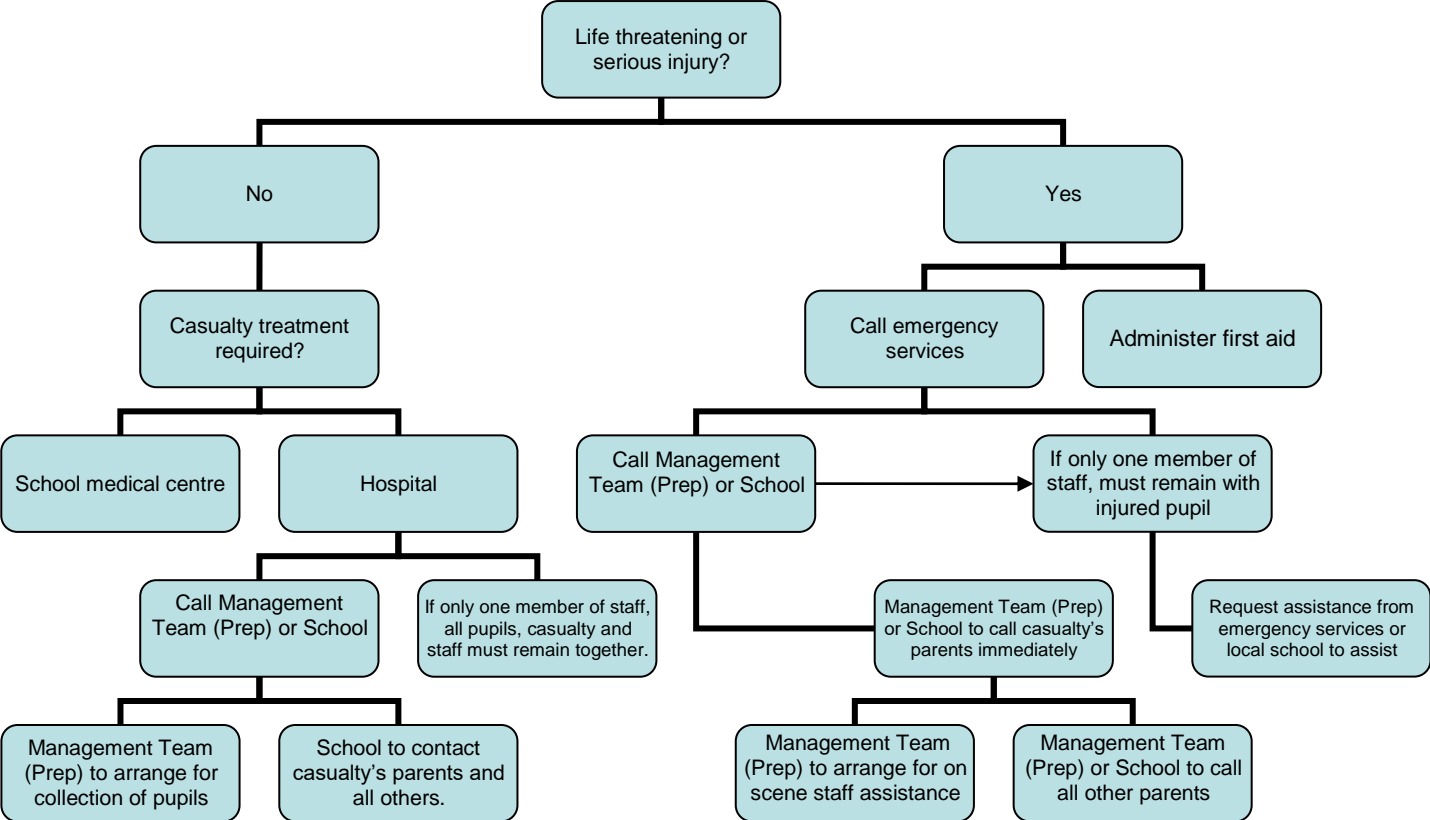 Life threatening or
serious injury?
No
Yes
Casualty treatment
required?
Call emergency
services
Administer first aid
School medical centre
Hospital
Call Management
Team (Prep) or School
If only one member of
staff, must remain with
injured pupil
Call Management
Team (Prep) or School
If only one member of staff,
all pupils, casualty and
staff must remain together.
Management Team (Prep)
or School to call casualty’s
parents immediately
Request assistance from
emergency services or
local school to assist
Management Team
(Prep) to arrange for
collection of pupils
School to contact
casualty’s parents and
all others.
Management Team
(Prep) to arrange for on
scene staff assistance
Management Team
(Prep) or School to call
all other parents